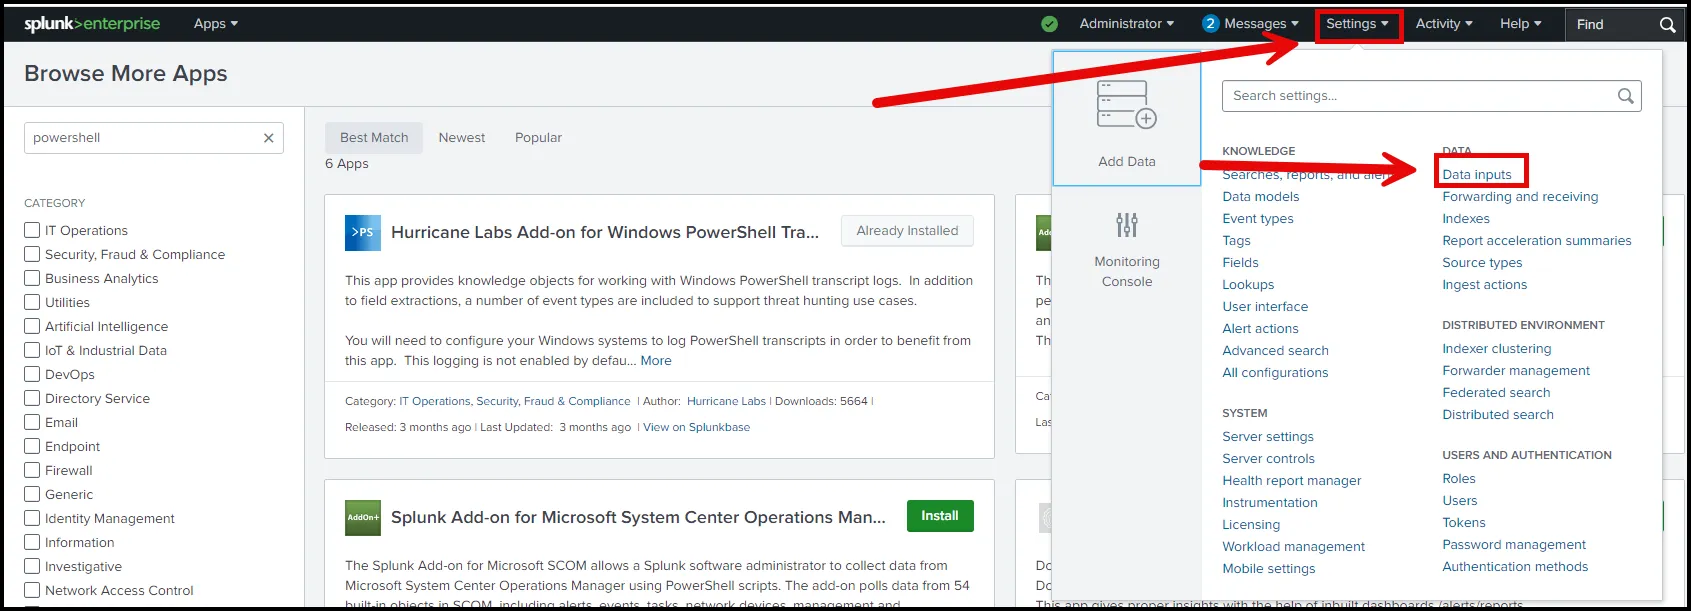 splunk>enterprise Apps Administrator 2 Messages Settings Activity Help Find
Browse More Apps
powershell
CATEGORY
IT Operations
Security, Fraud & Compliance
Business Analytics
Utilities
Artificial Intelligence
IoT & Industrial Data
DevOps
Directory Service
Email
Endpoint
Firewall
Generic
Identity Management
Information
Investigative
Network Access Control
Best Match Newest Popular
6 Apps
>PS Hurricane Labs Add-on for Windows PowerShell Tra... Already Installed
This app provides knowledge objects for working with Windows PowerShell transcript logs. In addition
to field extractions, a number of event types are included to support threat hunting use cases.
You will need to configure your Windows systems to log PowerShell transcripts in order to benefit from
this app. This logging is not enabled by defau... More
Category: IT Operations, Security, Fraud & Compliance | Author: Hurricane Labs | Downloads: 5664 |
Released: 3 months ago | Last Updated: 3 months ago | View on Splunkbase
AddOn+ Splunk Add-on for Microsoft System Center Operations Man... Install
The Splunk Add-on for Microsoft SCOM allows a Splunk software administrator to collect data from
Microsoft System Center Operations Manager using PowerShell scripts. The add-on polls data from 54
built-in objects in SCOM, including alerts, events, tasks, network devices, management and
Th
pe
an
Th
Ca
Las
De
Do
This app gives proper insights with the help of inbuilt dashboards /alerts/reports
Add Data
Monitoring
Console
Search settings...
KNOWLEDGE
Searches, reports, and aler
Data models
Event types
Tags
Fields
Lookups
User interface
Alert actions
Advanced search
All configurations
SYSTEM
Server settings
Server controls
Health report manager
Instrumentation
Licensing
Workload management
Mobile settings
DATA
Data inputs
Forwarding and receiving
Indexes
Report acceleration summaries
Source types
Ingest actions
DISTRIBUTED ENVIRONMENT
Indexer clustering
Forwarder management
Federated search
Distributed search
USERS AND AUTHENTICATION
Roles
Users
Tokens
Password management
Authentication methods